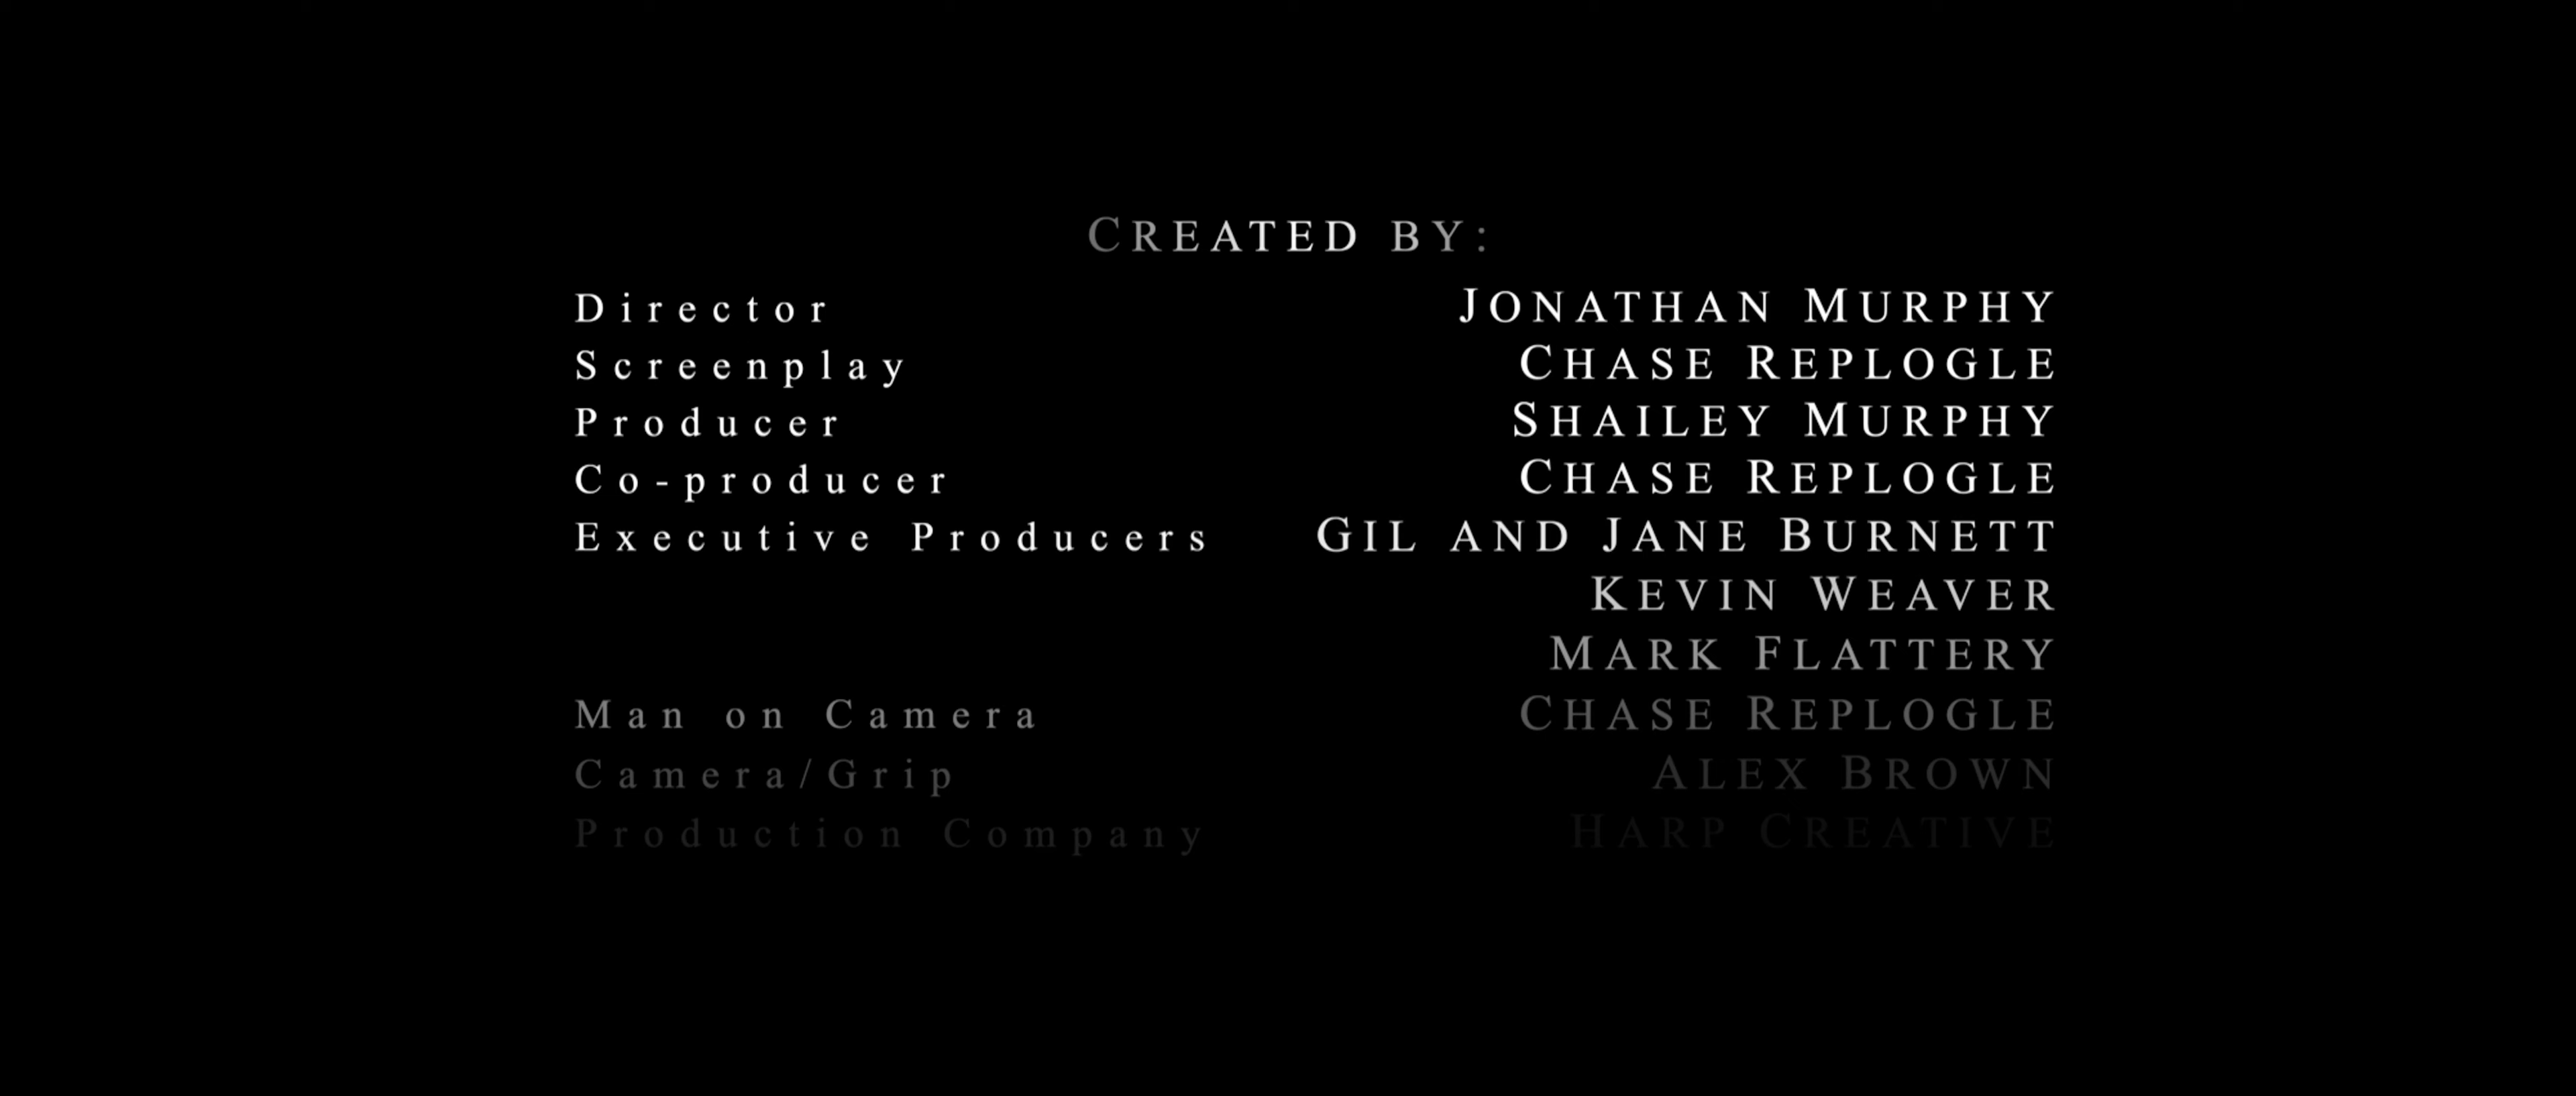 CREATED BY:
Director JONATHAN MURPHY
Screenplay CHASE REPLOGLE
Producer SHAILEY MURPHY
Co-producer CHASE REPLOGLE
Executive Producers GIL AND JANE BURNETT
KEVIN WEAVER
MARK FLATTERY
Man on Camera CHASE REPLOGLE
Camera/Grip ALEX BROWN
Production Company HARP CREATIVE